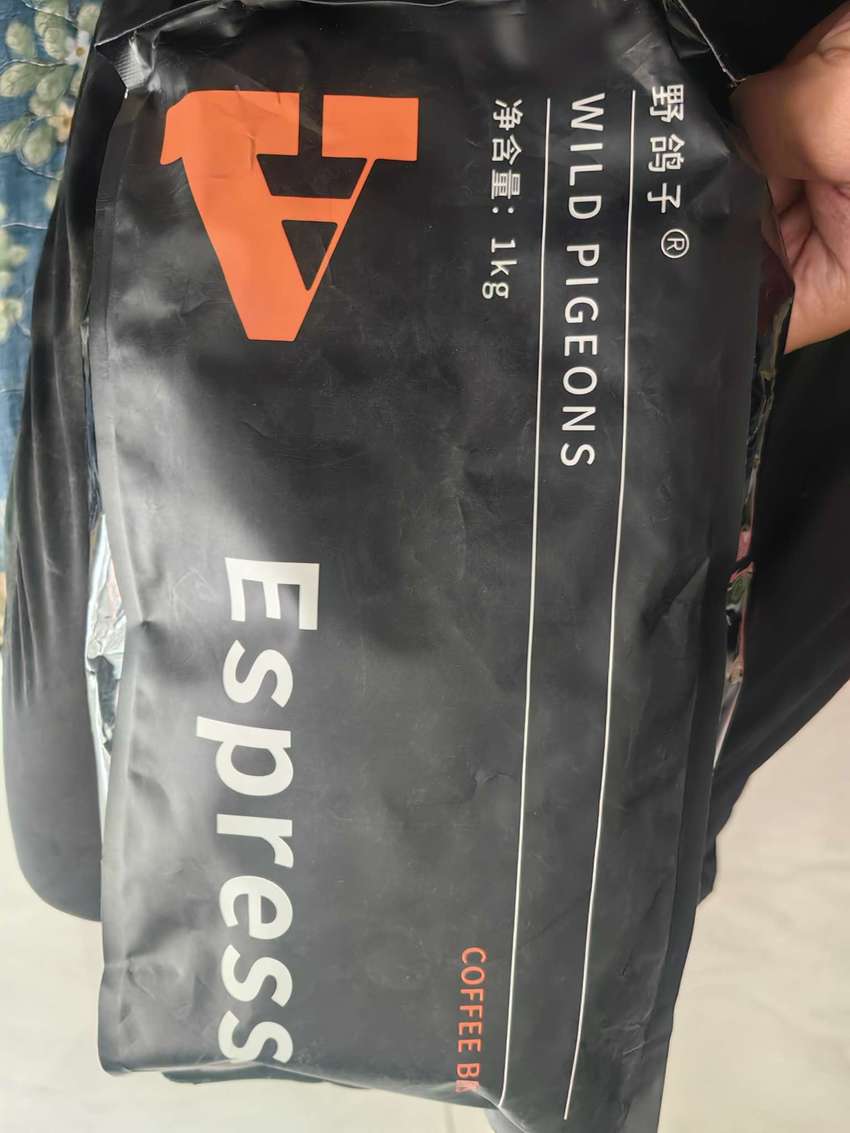 野鸽子®
WILD PIGEONS
净含量: 1kg
COFFEE
A
Espress